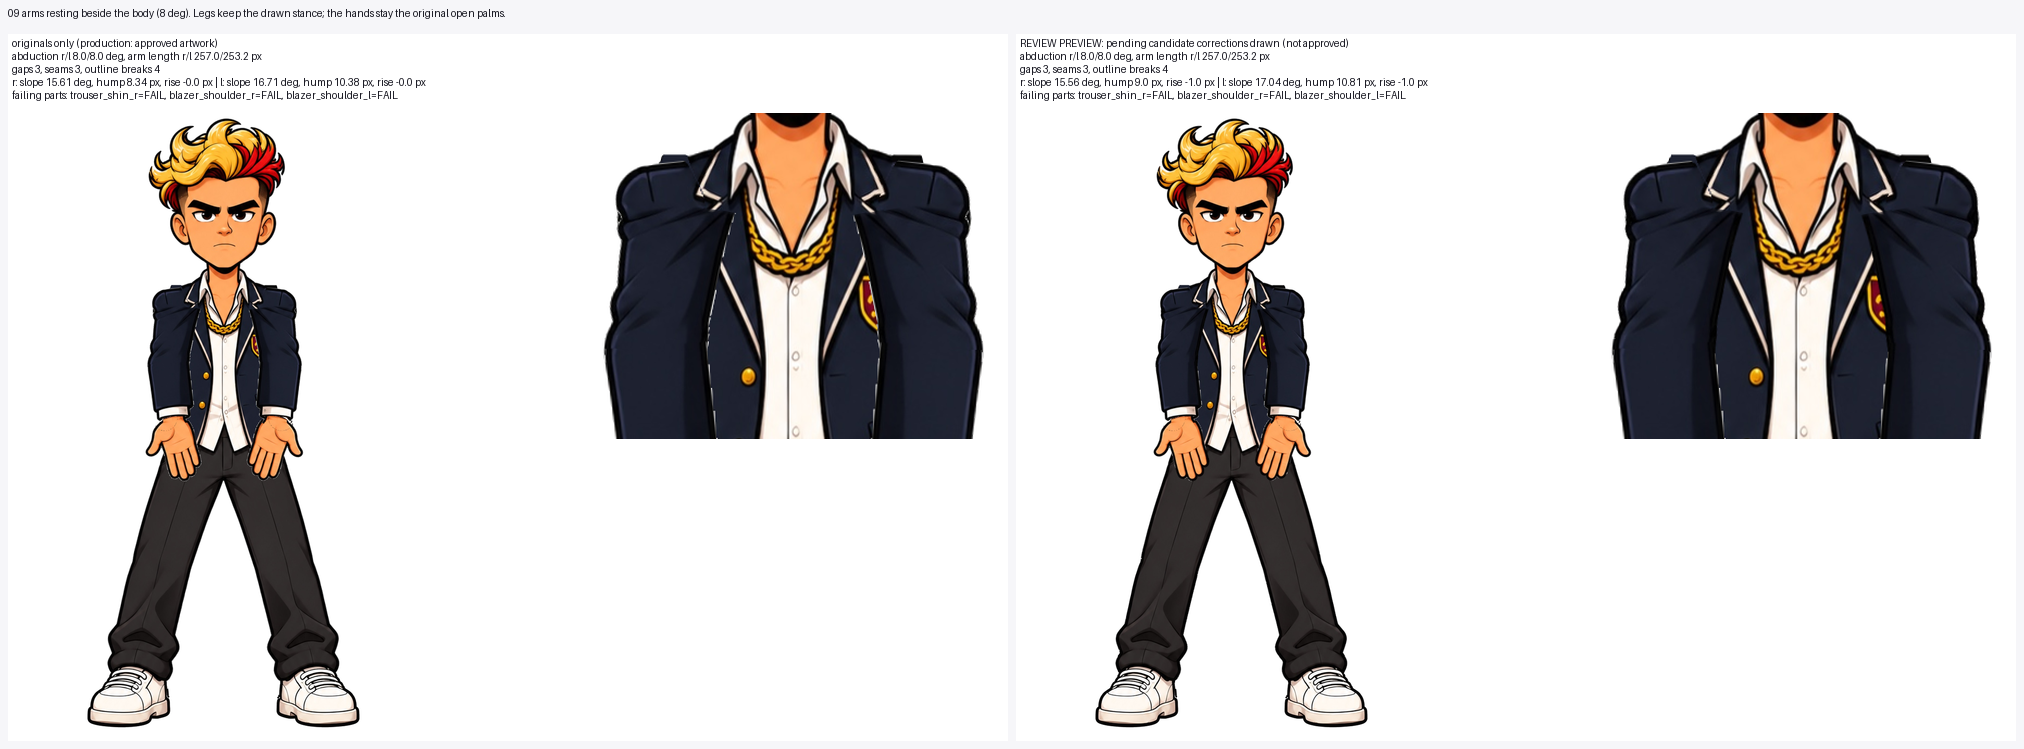 09 arms resting beside the body (8 deg). Legs keep the drawn stance; the hands stay the original open palms.
originals only (production: approved artwork)
abduction r/l 8.0/8.0 deg, arm length r/l 257.0/253.2 px
gaps 3, seams 3, outline breaks 4
r: slope 15.61 deg, hump 8.34 px, rise -0.0 px | l: slope 16.71 deg, hump 10.38 px, rise -0.0 px
failing parts: trouser_shin_r=FAIL, blazer_shoulder_r=FAIL, blazer_shoulder_l=FAIL
REVIEW PREVIEW: pending candidate corrections drawn (not approved)
abduction r/l 8.0/8.0 deg, arm length r/l 257.0/253.2 px
gaps 3, seams 3, outline breaks 4
r: slope 15.56 deg, hump 9.0 px, rise -1.0 px | l: slope 17.04 deg, hump 10.81 px, rise -1.0 px
failing parts: trouser_shin_r=FAIL, blazer_shoulder_r=FAIL, blazer_shoulder_l=FAIL